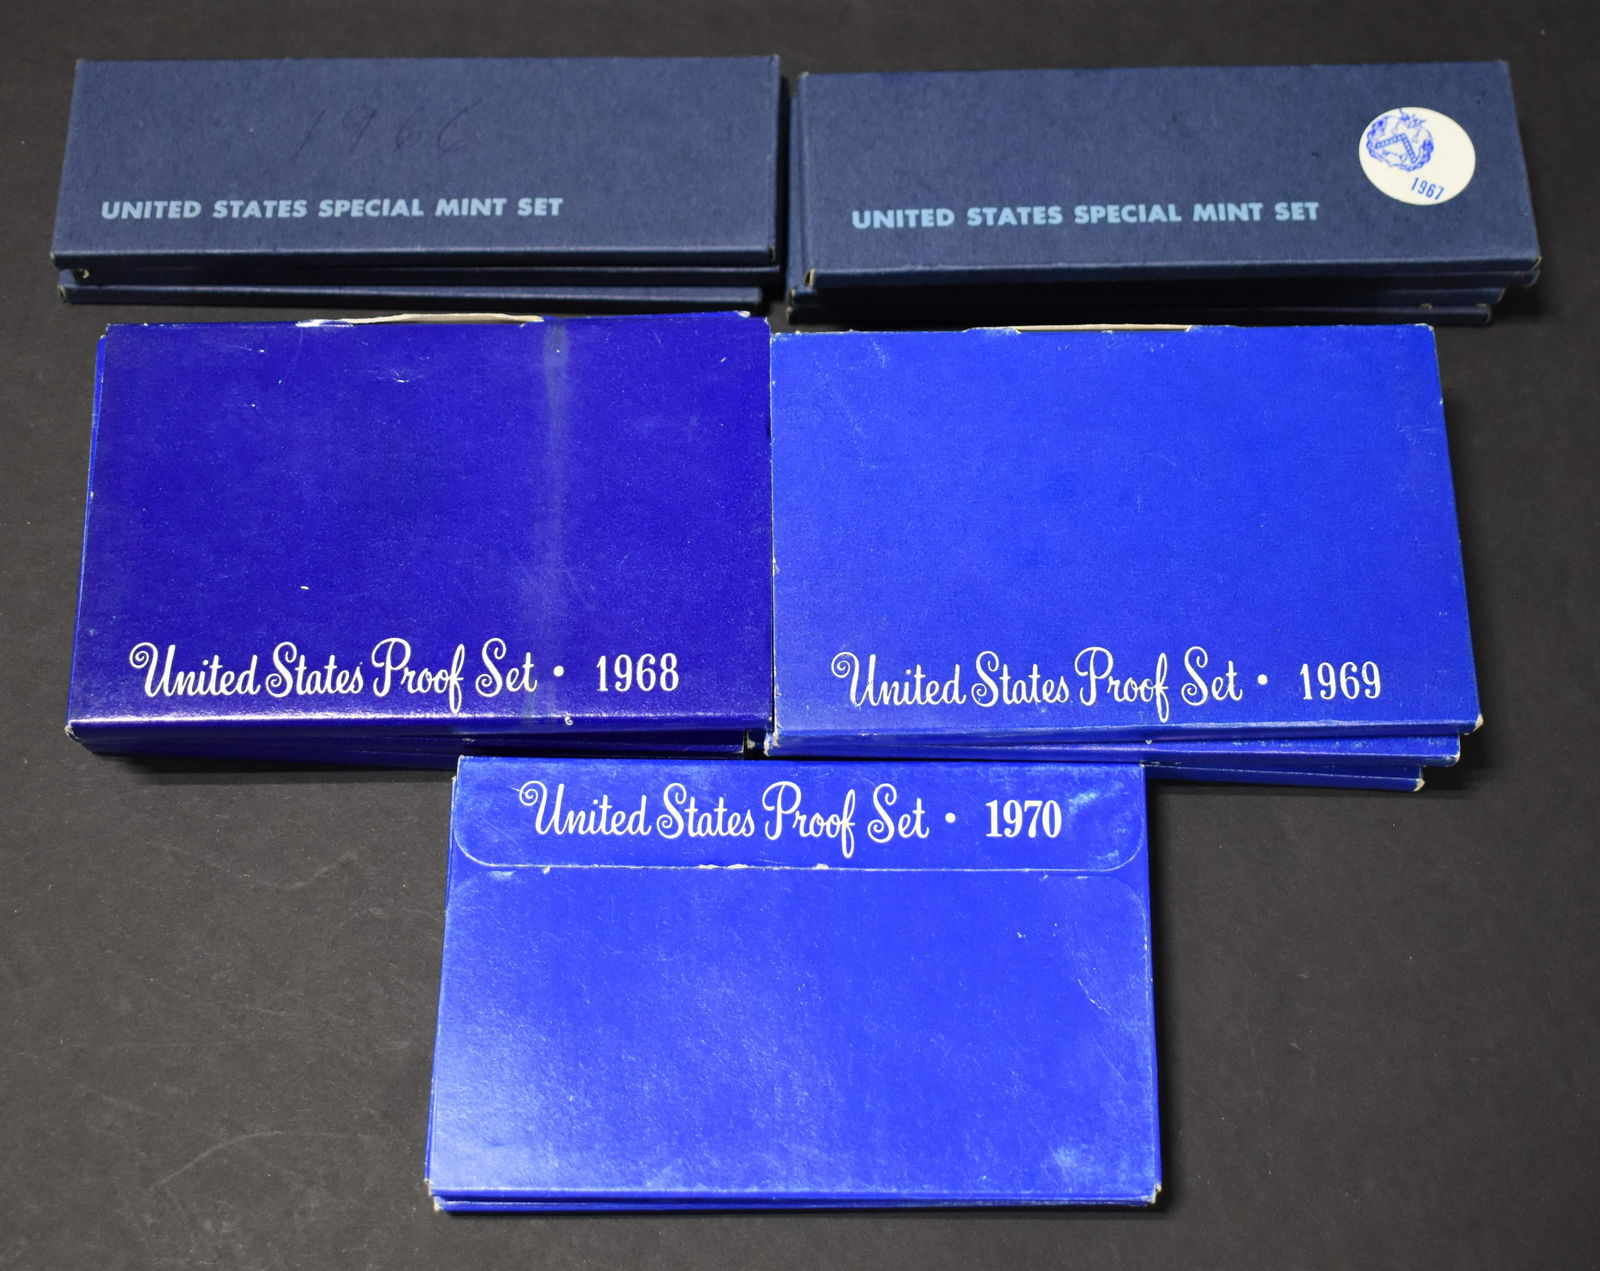 1966
UNITED STATES SPECIAL MINT SET
1967
UNITED STATES SPECIAL MINT SET
United States Proof Set • 1968
United States Proof Set • 1969
United States Proof Set • 1970